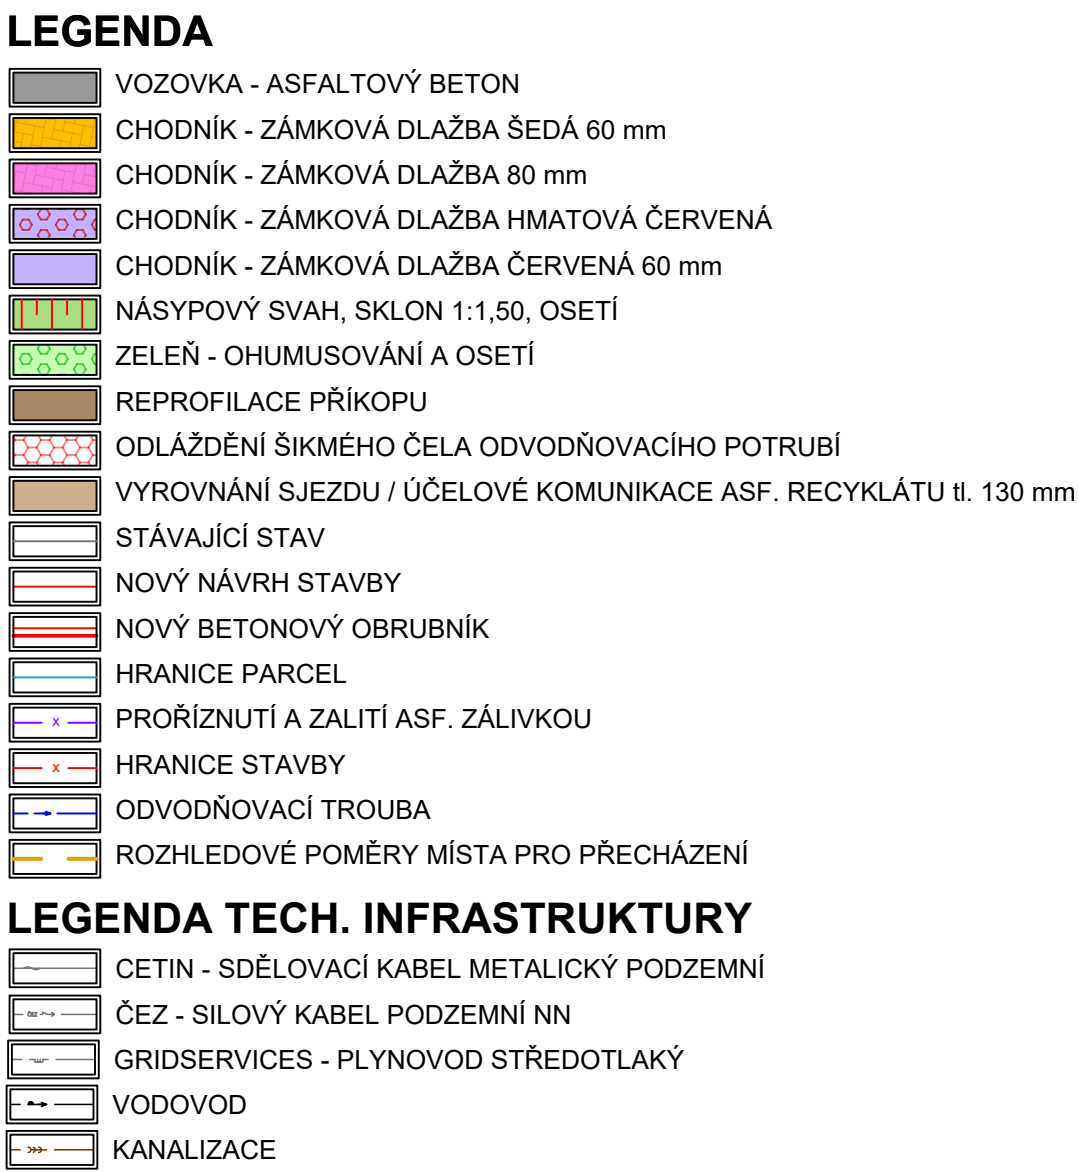 LEGENDA
VOZOVKA - ASFALTOVÝ BETON
CHODNÍK - ZÁMKOVÁ DLAŽBA ŠEDÁ 60 mm
CHODNÍK - ZÁMKOVÁ DLAŽBA 80 mm
CHODNÍK - ZÁMKOVÁ DLAŽBA HMATOVÁ ČERVENÁ
CHODNÍK - ZÁMKOVÁ DLAŽBA ČERVENÁ 60 mm
NÁSYPOVÝ SVAH, SKLON 1:1,50, OSETÍ
ZELEŇ - OHUMUSOVÁNÍ A OSETÍ
REPROFILACE PŘÍKOPU
ODLÁŽDĚNÍ ŠIKMÉHO ČELA ODVODŇOVACÍHO POTRUBÍ
VYROVNÁNÍ SJEZDU / ÚČELOVÉ KOMUNIKACE ASF. RECYKLÁTU tl. 130 mm
STÁVAJÍCÍ STAV
NOVÝ NÁVRH STAVBY
NOVÝ BETONOVÝ OBRUBNÍK
HRANICE PARCEL
x PROŘÍZNUTÍ A ZALITÍ ASF. ZÁLIVKOU
x HRANICE STAVBY
ODVODŇOVACÍ TROUBA
ROZHLEDOVÉ POMĚRY MÍSTA PRO PŘECHÁZENÍ
LEGENDA TECH. INFRASTRUKTURY
CETIN - SDĚLOVACÍ KABEL METALICKÝ PODZEMNÍ
ČEZ ČEZ - SILOVÝ KABEL PODZEMNÍ NN
GRIDSERVICES - PLYNOVOD STŘEDOTLAKÝ
VODOVOD
KANALIZACE